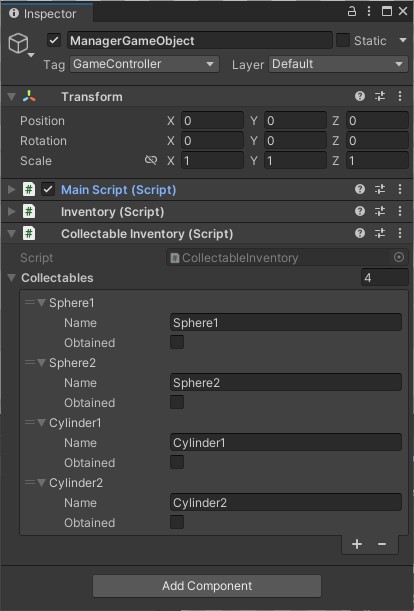 Inspector
ManagerGameObject Static
Tag GameController Layer Default
Transform
Position X 0 Y 0 Z 0
Rotation X 0 Y 0 Z 0
Scale X 1 Y 1 Z 1
# Main Script (Script)
# Inventory (Script)
# Collectable Inventory (Script)
Script # CollectableInventory
Collectables 4
Sphere1
Name Sphere1
Obtained
Sphere2
Name Sphere2
Obtained
Cylinder1
Name Cylinder1
Obtained
Cylinder2
Name Cylinder2
Obtained
+ −
Add Component